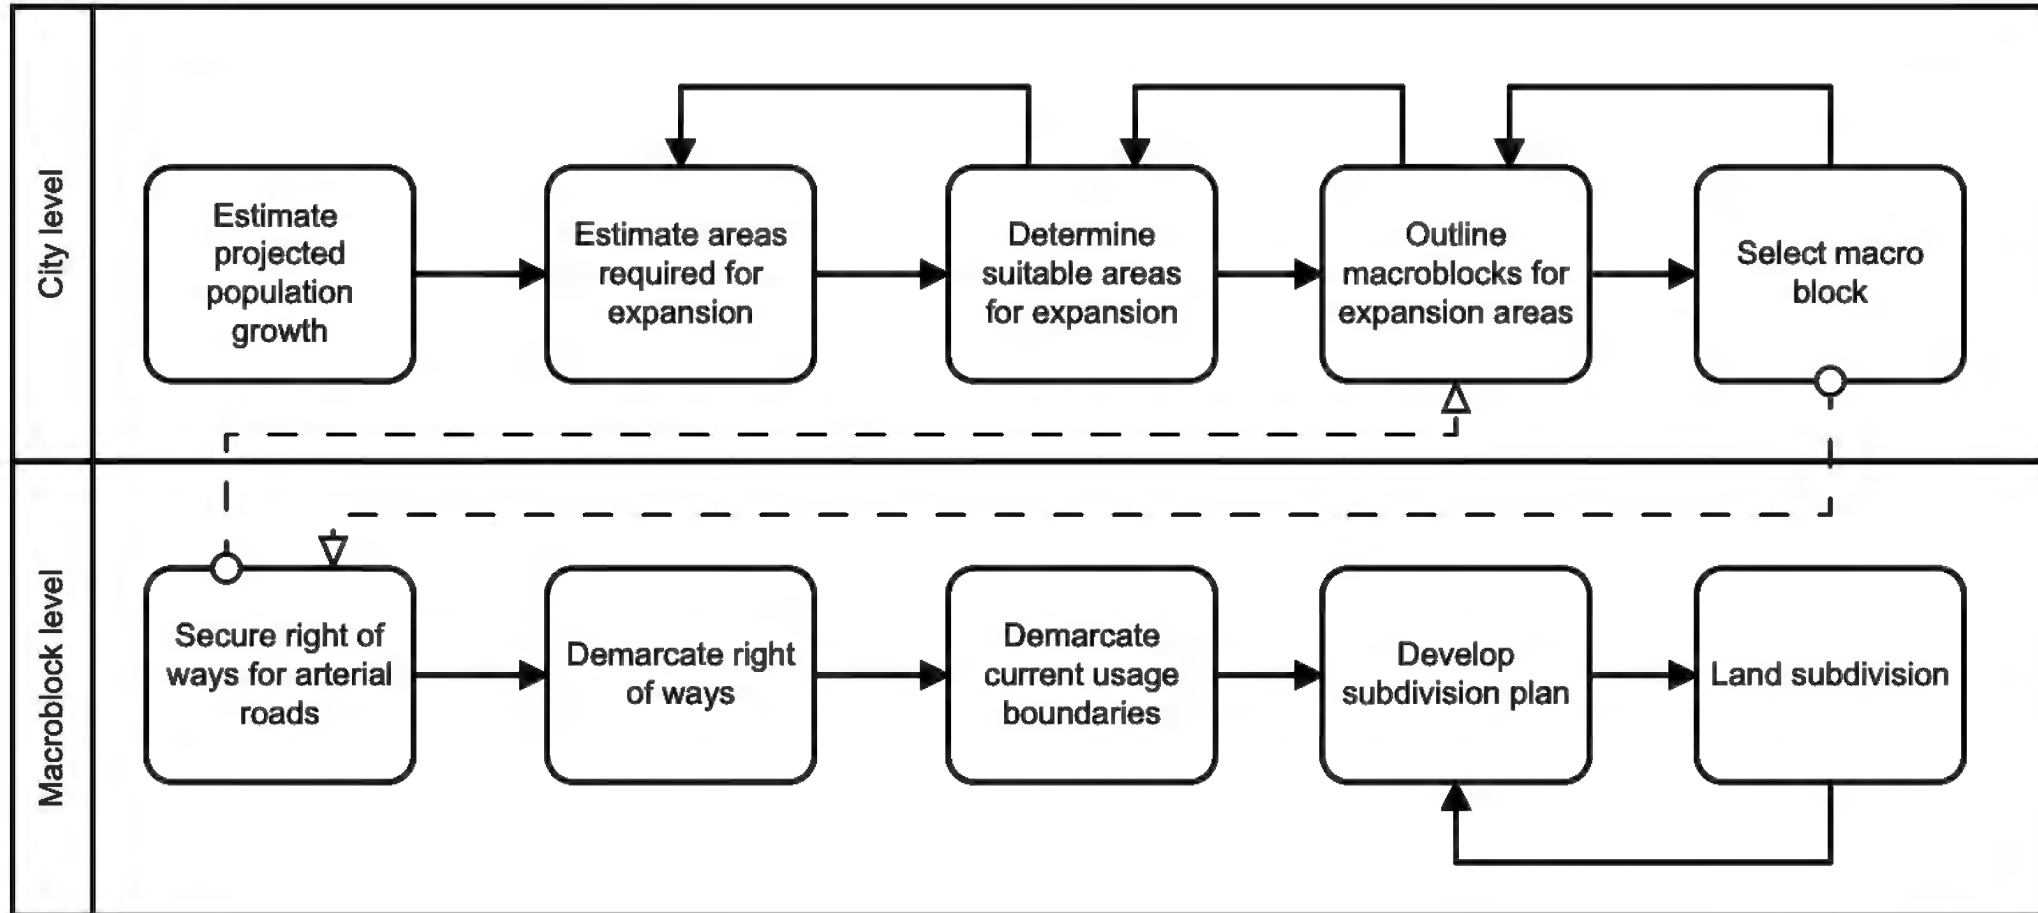 City level
Estimate
projected
population
growth
Estimate areas
required for
expansion
Determine
suitable areas
for expansion
Outline
macroblocks for
expansion areas
Select macro
block
Macroblock level
Secure right of
ways for arterial
roads
Demarcate right
of ways
Demarcate
current usage
boundaries
Develop
subdivision plan
Land subdivision